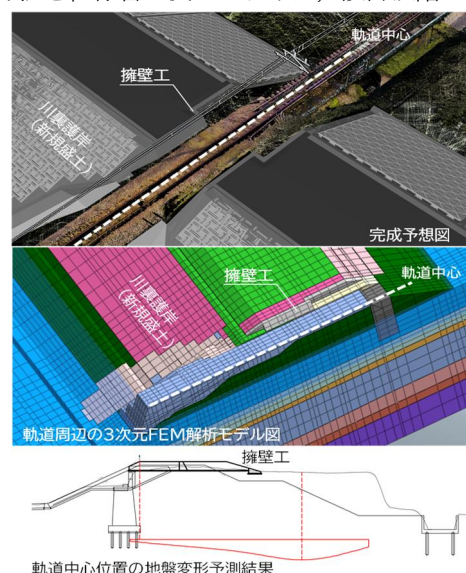 軌道中心
擁壁工
川裏護岸
(新規盛土)
完成予想図
軌道中心
擁壁工
川裏護岸
(新規盛土)
軌道周辺の3次元FEM解析モデル図
擁壁工
軌道中心位置の地盤変形予測結果